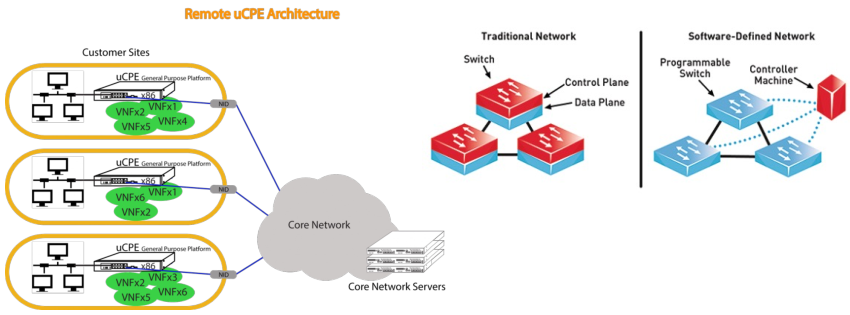 Remote uCPE Architecture
Customer Sites
uCPE General Purpose Platform
x86
VNFx1
VNFx2
VNFx4
VNFx5
NID
uCPE General Purpose Platform
x86
VNFx1
VNFx6
VNFx2
NID
uCPE General Purpose Platform
x86
VNFx3
VNFx2
VNFx6
VNFx5
NID
Core Network
Core Network Servers
Traditional Network
Switch
Control Plane
Data Plane
Software-Defined Network
Programmable
Switch
Controller
Machine